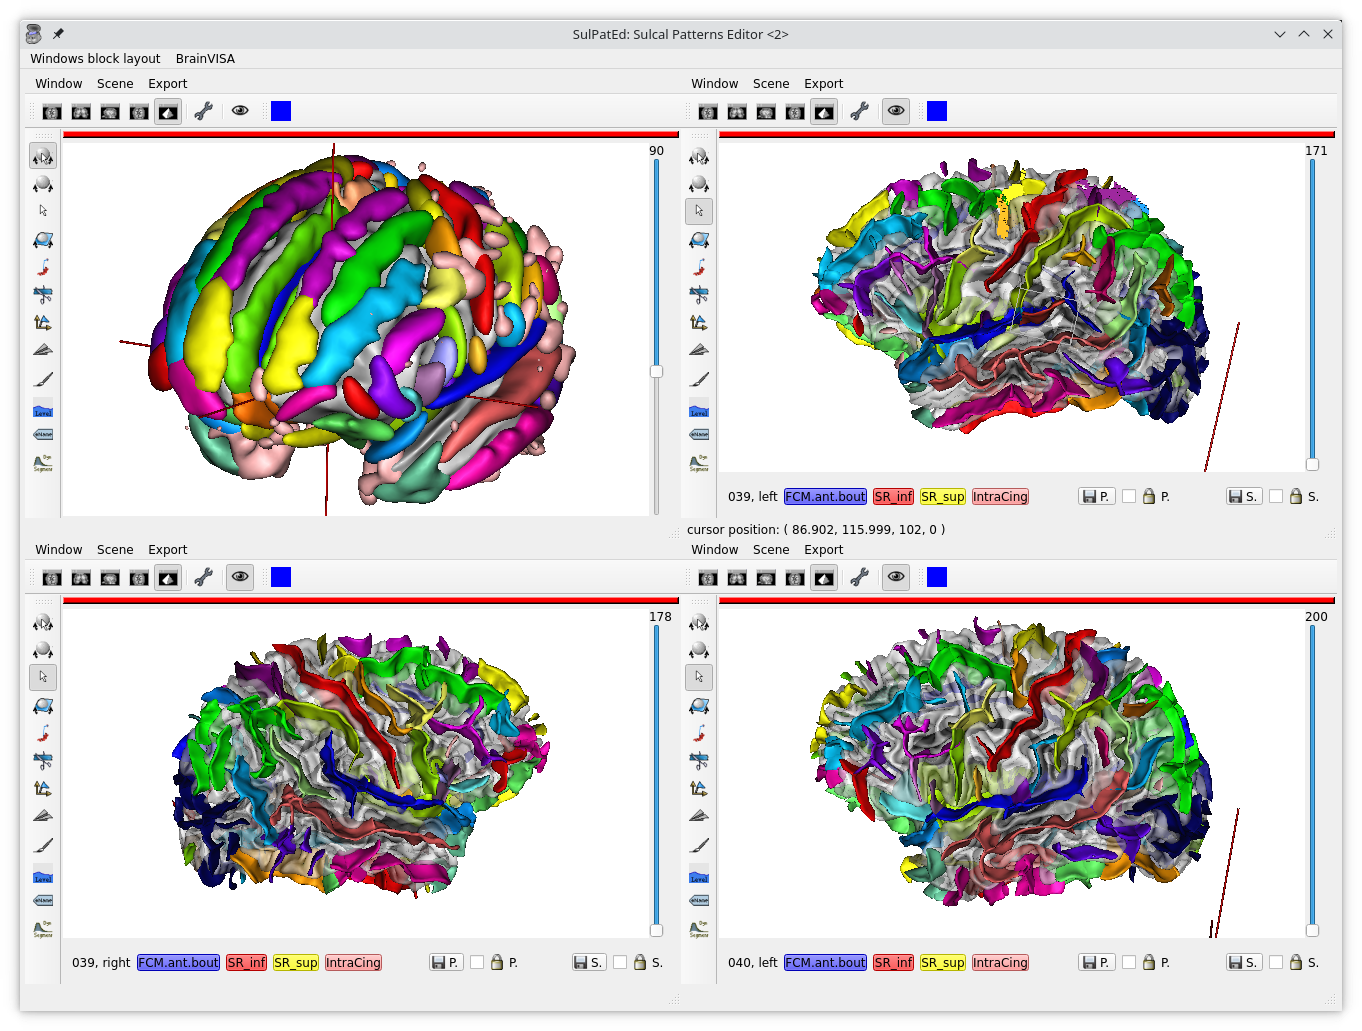 SulPatEd: Sulcal Patterns Editor <2>
Windows block layout BrainVISA
Window Scene Export
90
Window Scene Export
171
039, left FCM.ant.bout SR_inf SR_sup IntraCing P. P. S. S.
cursor position: ( 86.902, 115.999, 102, 0 )
Window Scene Export
178
039, right FCM.ant.bout SR_inf SR_sup IntraCing P. P. S. S.
Window Scene Export
200
040, left FCM.ant.bout SR_inf SR_sup IntraCing P. P. S. S.